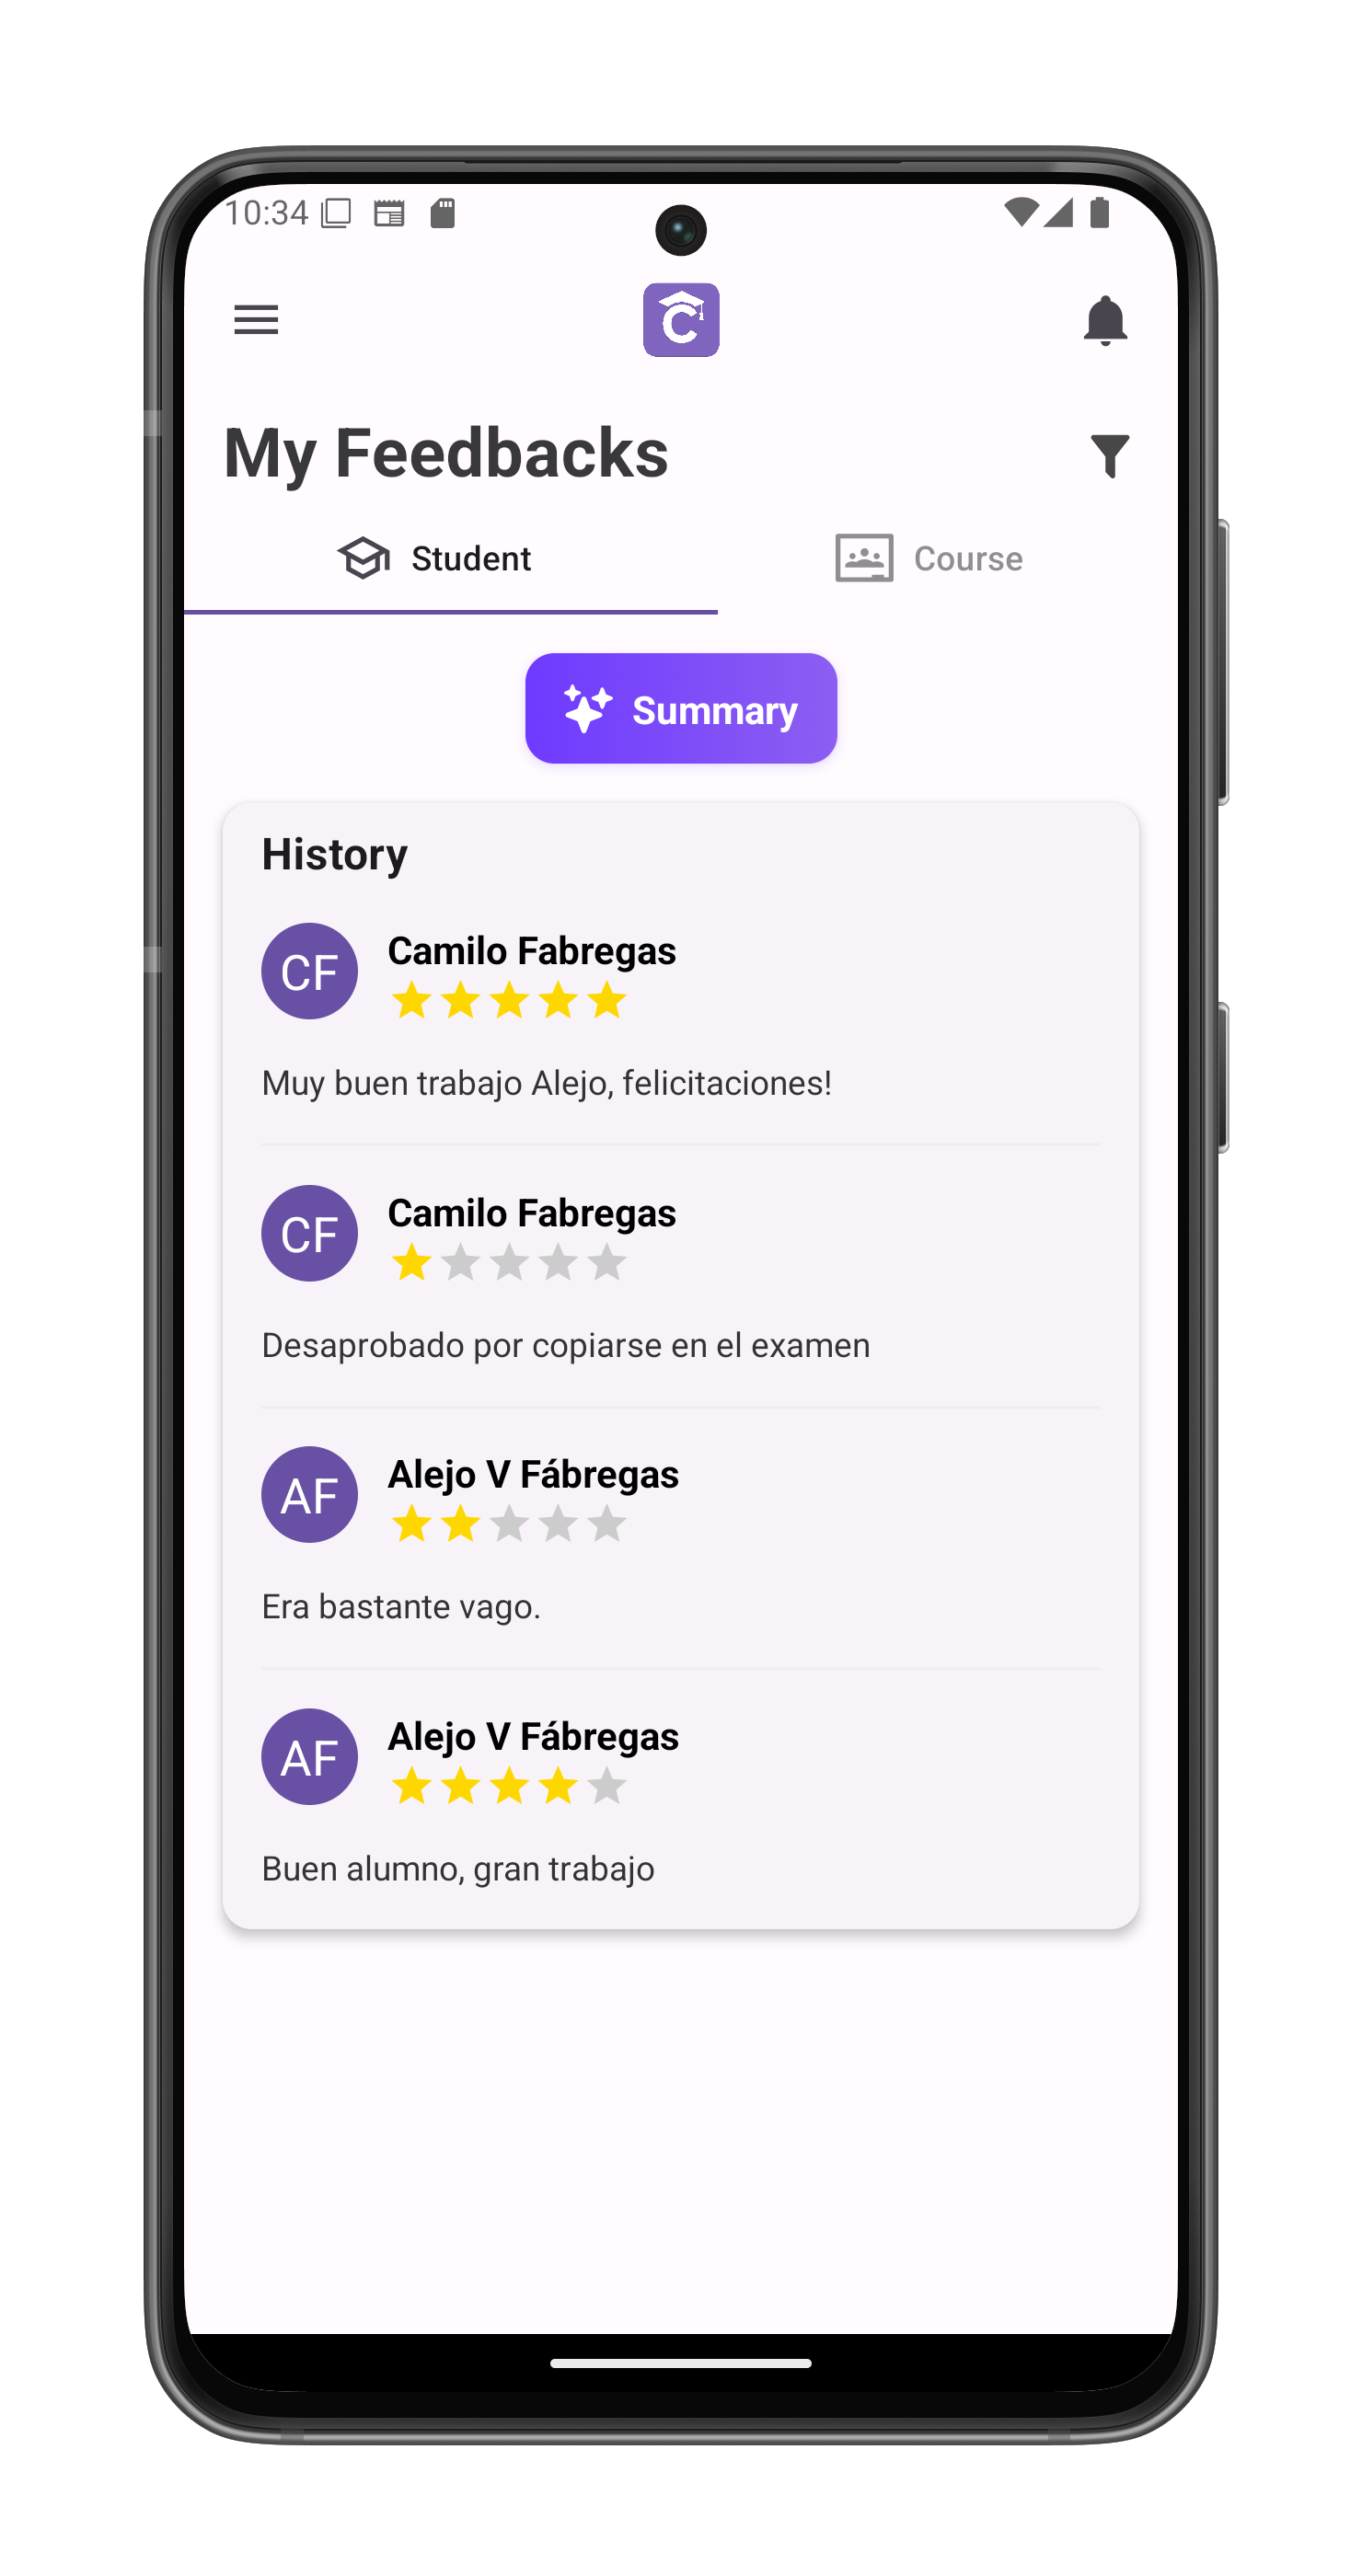 10:34
C
My Feedbacks
Student
Course
Summary
History
CF
Camilo Fabregas
Muy buen trabajo Alejo, felicitaciones!
CF
Camilo Fabregas
Desaprobado por copiarse en el examen
AF
Alejo V Fábregas
Era bastante vago.
AF
Alejo V Fábregas
Buen alumno, gran trabajo